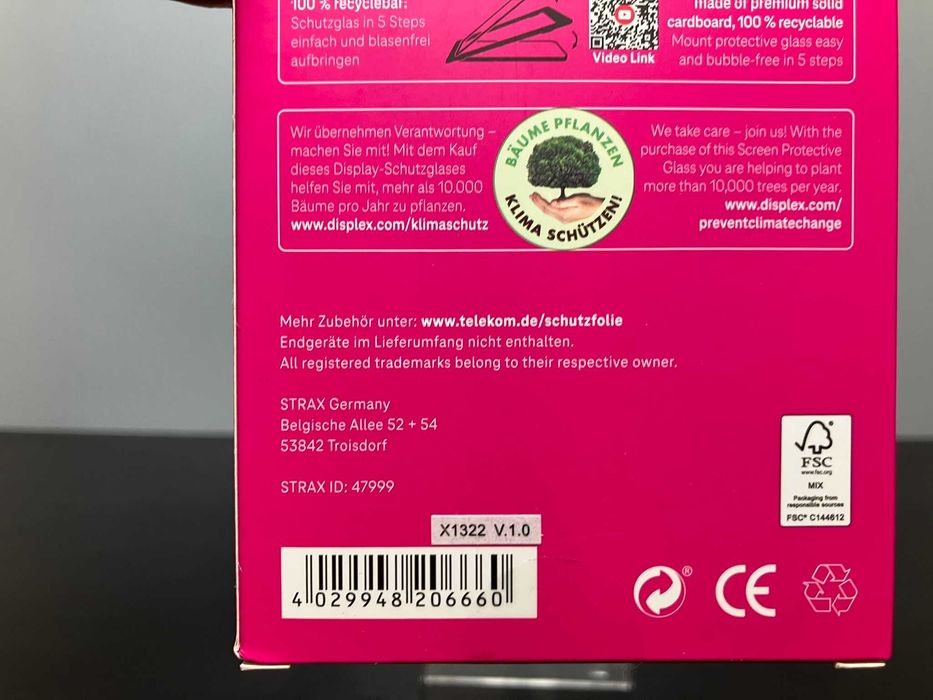 100 % recyclebar:
Schutzglas in 5 Steps
einfach und blasenfrei
aufbringen
Video Link
made of premium solid
cardboard, 100 % recyclable
Mount protective glass easy
and bubble-free in 5 steps
Wir übernehmen Verantwortung –
machen Sie mit! Mit dem Kauf
dieses Display-Schutzglases
helfen Sie mit, mehr als 10.000
Bäume pro Jahr zu pflanzen.
www.displex.com/klimaschutz
BÄUME PFLANZEN
KLIMA SCHÜTZEN!
We take care – join us! With the
purchase of this Screen Protective
Glass you are helping to plant
more than 10,000 trees per year.
www.displex.com/
preventclimatechange
Mehr Zubehör unter: www.telekom.de/schutzfolie
Endgeräte im Lieferumfang nicht enthalten.
All registered trademarks belong to their respective owner.
STRAX Germany
Belgische Allee 52 + 54
53842 Troisdorf
STRAX ID: 47999
FSC
www.fsc.org
MIX
Packaging from
responsible sources
FSC® C144612
X1322 V.1.0
4 029948 206660
®
CE